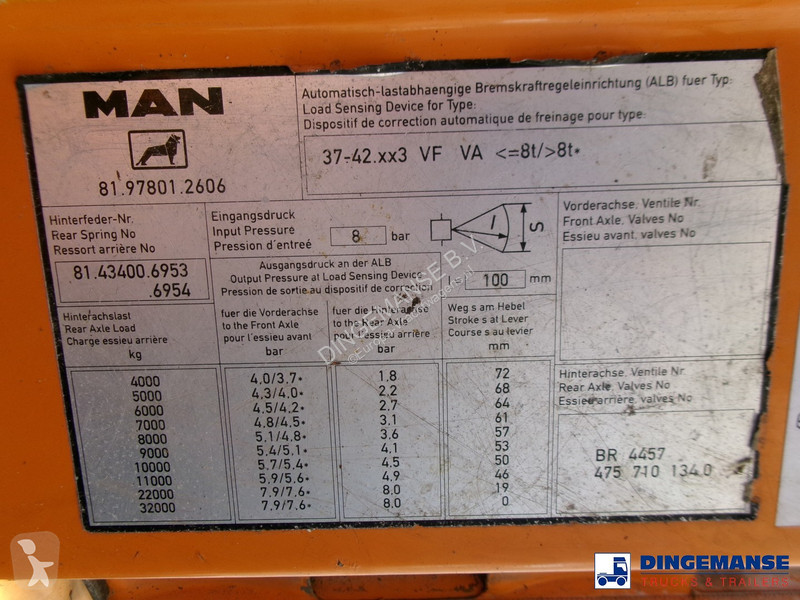 MAN
81.97801.2606
Automatisch-lastabhaengige Bremskraftregeleinrichtung (ALB) fuer Typ:
Load Sensing Device for Type:
Dispositif de correction automatique de freinage pour type:
37-42.xx3 VF VA <=8t/>8t*
Hinterfeder-Nr.
Rear Spring No
Ressort arrière No
81.43400.6953
.6954
Eingangsdruck
Input Pressure
Pression d'entreé
8 bar
l
S
Ausgangsdruck an der ALB
Output Pressure at Load Sensing Device
Pression de sortie au dispositif de correction
l: 100 mm
Vorderachse. Ventile Nr.
Front Axle. Valves No
Essieu avant. valves No
Hinterachslast
Rear Axle Load
Charge essieu arrière
kg
fuer die Vorderachse
to the Front Axle
pour l'essieu avant
bar
fuer die Hinterachse
to the Rear Axle
pour l'essieu arrière
bar
Weg s am Hebel
Stroke s at Lever
Course s au levier
mm
4000 4.0/3.7* 1.8 72
5000 4.3/4.0* 2.2 68
6000 4.5/4.2* 2.7 64
7000 4.8/4.5* 3.1 61
8000 5.1/4.8* 3.6 57
9000 5.4/5.1* 4.1 53
10000 5.7/5.4* 4.5 50
11000 5.9/5.6* 4.9 46
22000 7.9/7.6* 8.0 19
32000 7.9/7.6* 8.0 0
Hinterachse. Ventile Nr.
Rear Axle. Valves No
Essieu arrière. valves No
BR 4457
475 710 134.0
DINGEMANSE B.V.
DINGEMANSE
TRUCKS & TRAILERS